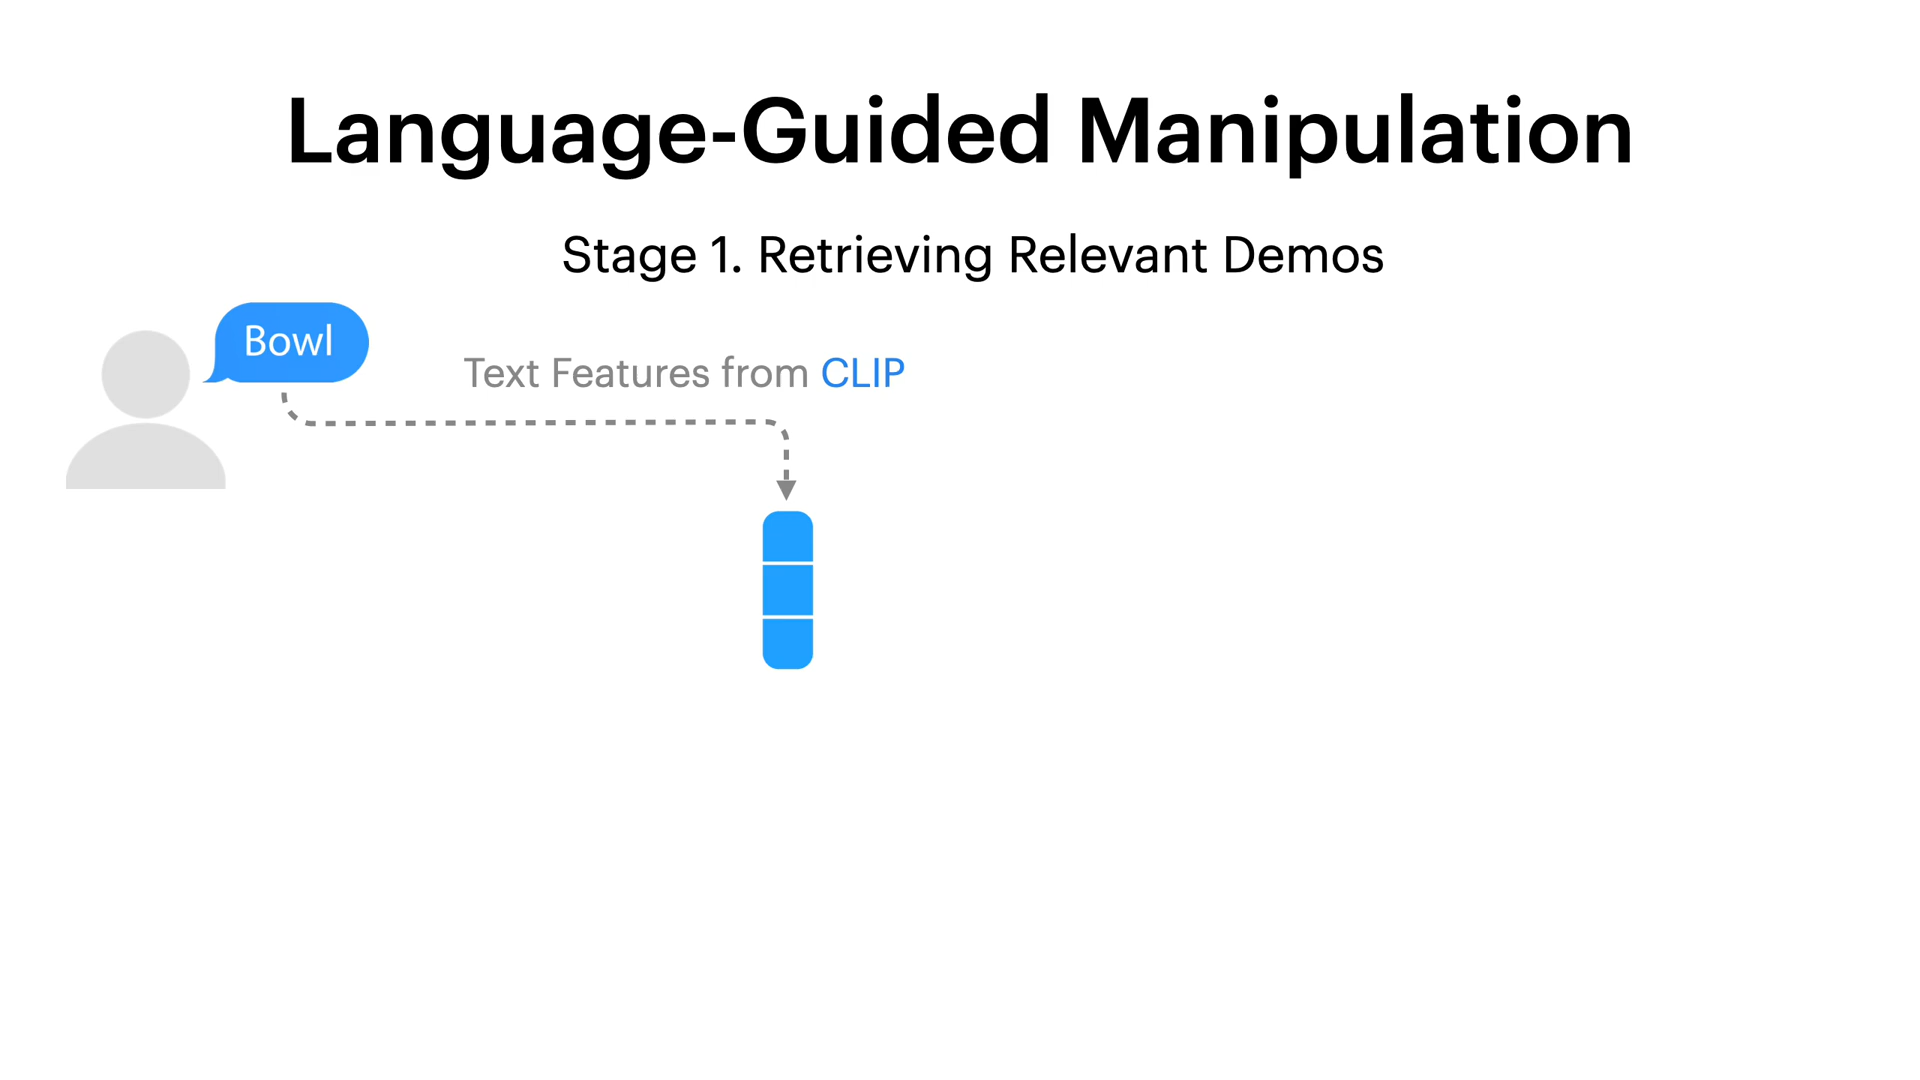 Language-Guided Manipulation
Stage 1. Retrieving Relevant Demos
Bowl
Text Features from CLIP